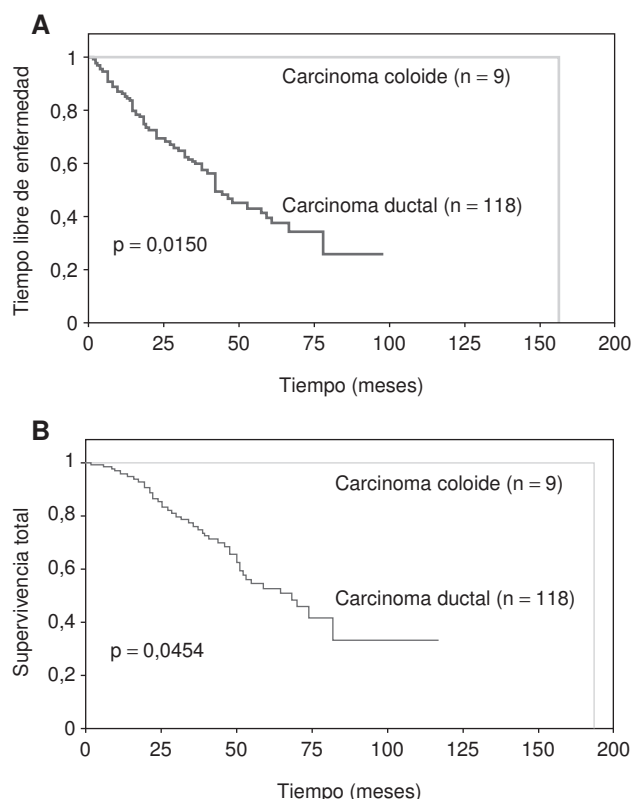 A
Tiempo libre de enfermedad
1
0,8
0,6
0,4
0,2
0
Carcinoma coloide (n = 9)
Carcinoma ductal (n = 118)
p = 0,0150
0 25 50 75 100 125 150 200
Tiempo (meses)
B
Supervivencia total
1
0,8
0,6
0,4
0,2
0
Carcinoma coloide (n = 9)
Carcinoma ductal (n = 118)
p = 0,0454
0 25 50 75 100 125 150 200
Tiempo (meses)